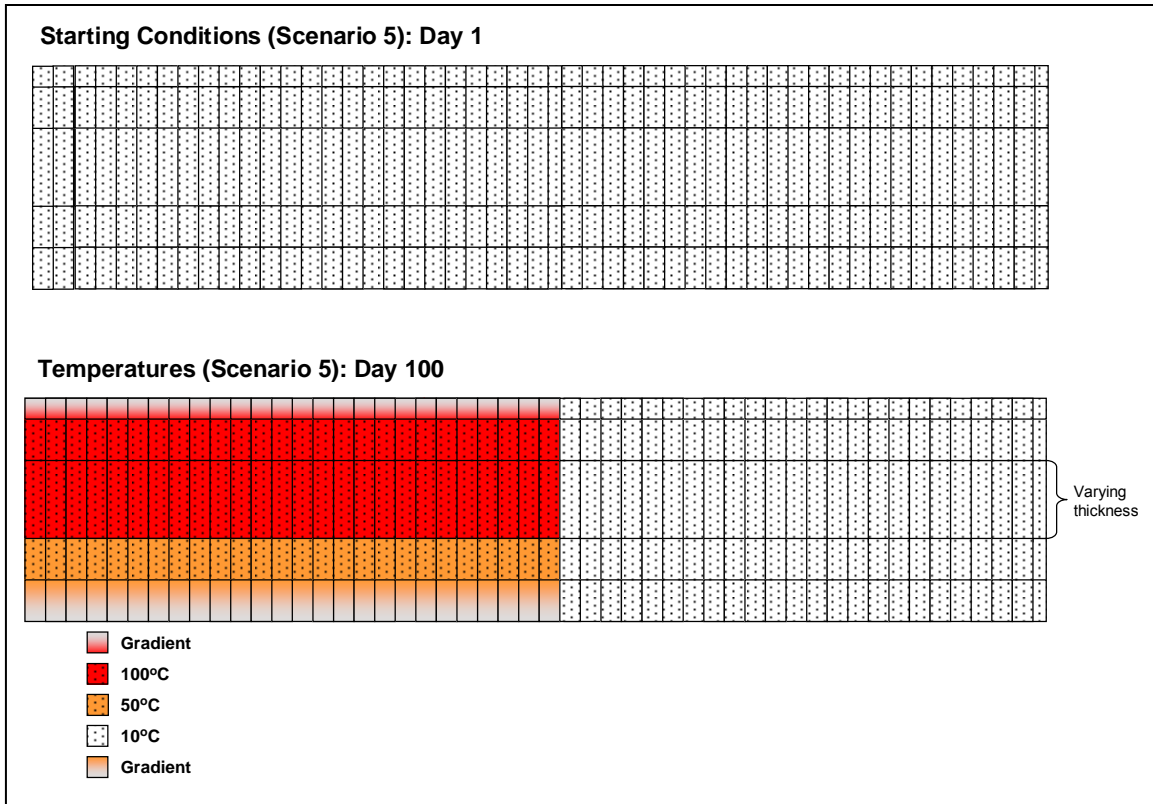 Starting Conditions (Scenario 5): Day 1
Temperatures (Scenario 5): Day 100
Varying
thickness
Gradient
100ºC
50ºC
10ºC
Gradient